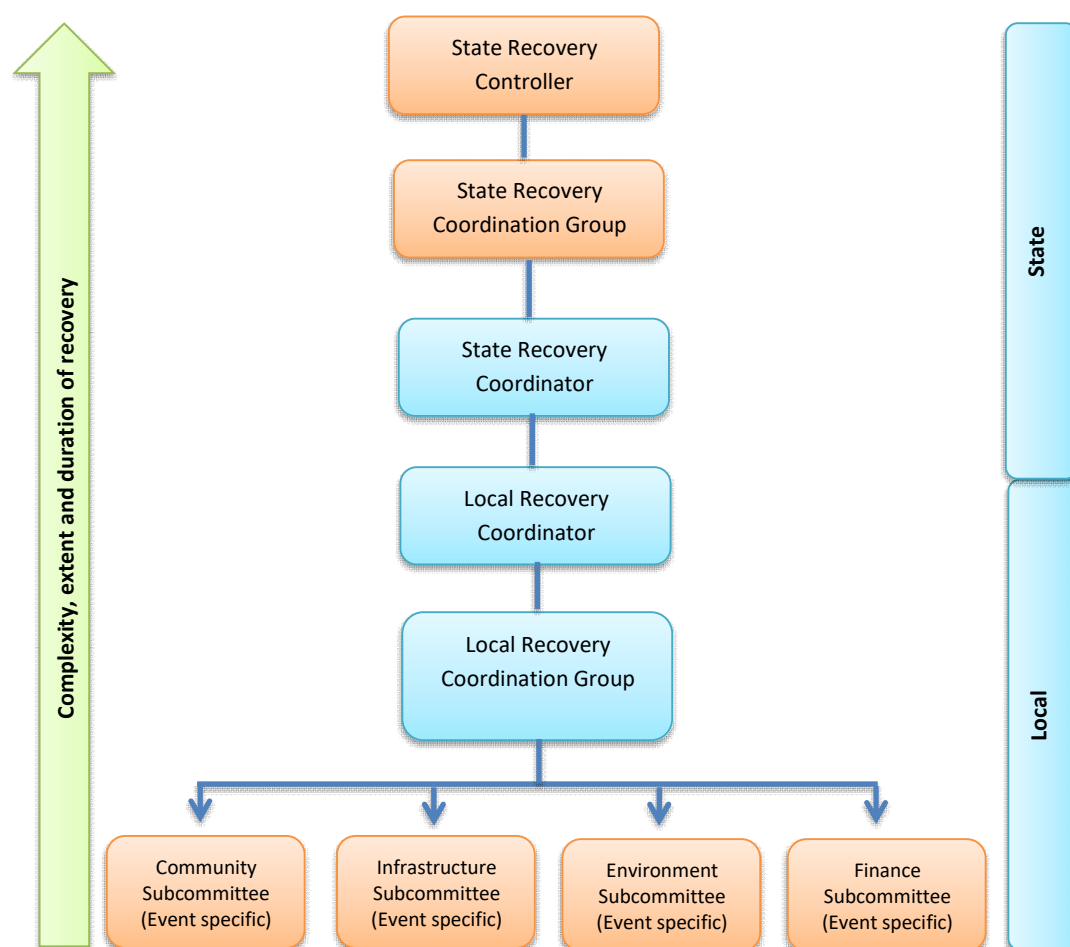 State Recovery
Controller
State Recovery
Coordination Group
State Recovery
Coordinator
Local Recovery
Coordinator
Local Recovery
Coordination Group
Community
Subcommittee
(Event specific)
Infrastructure
Subcommittee
(Event specific)
Environment
Subcommittee
(Event specific)
Finance
Subcommittee
(Event specific)
Complexity, extent and duration of recovery
State
Local